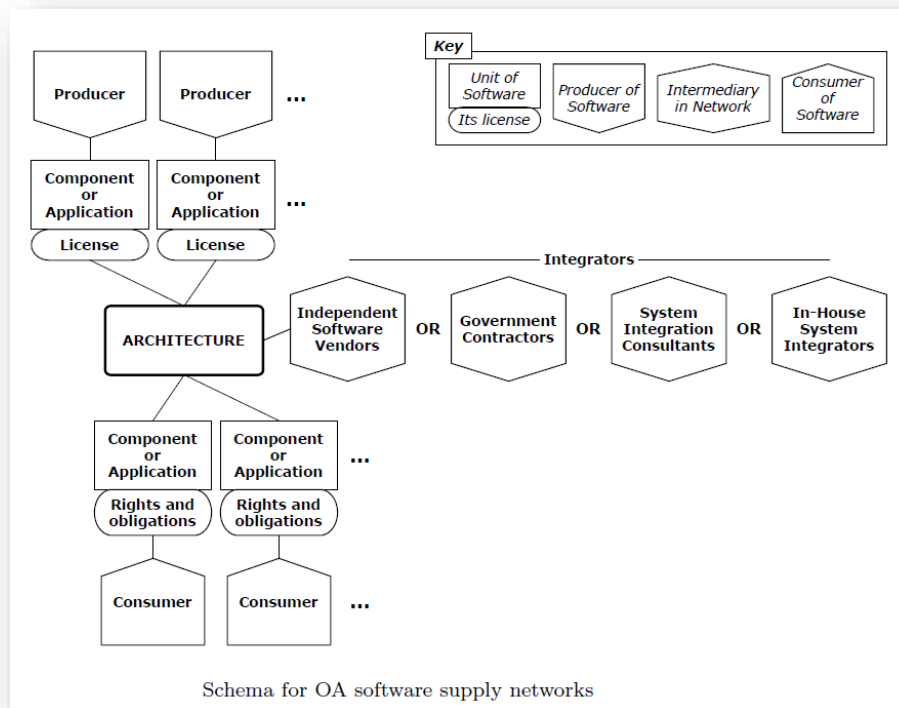 Key
Producer
Producer
...
Unit of
Software
Its license
Producer of
Software
Intermediary
in Network
Consumer
of
Software
Component
or
Application
License
Component
or
Application
License
...
Integrators
ARCHITECTURE
Independent
Software
Vendors
OR
Government
Contractors
OR
System
Integration
Consultants
OR
In-House
System
Integrators
Component
or
Application
Rights and
obligations
Component
or
Application
Rights and
obligations
...
Consumer
Consumer
...
Schema for OA software supply networks